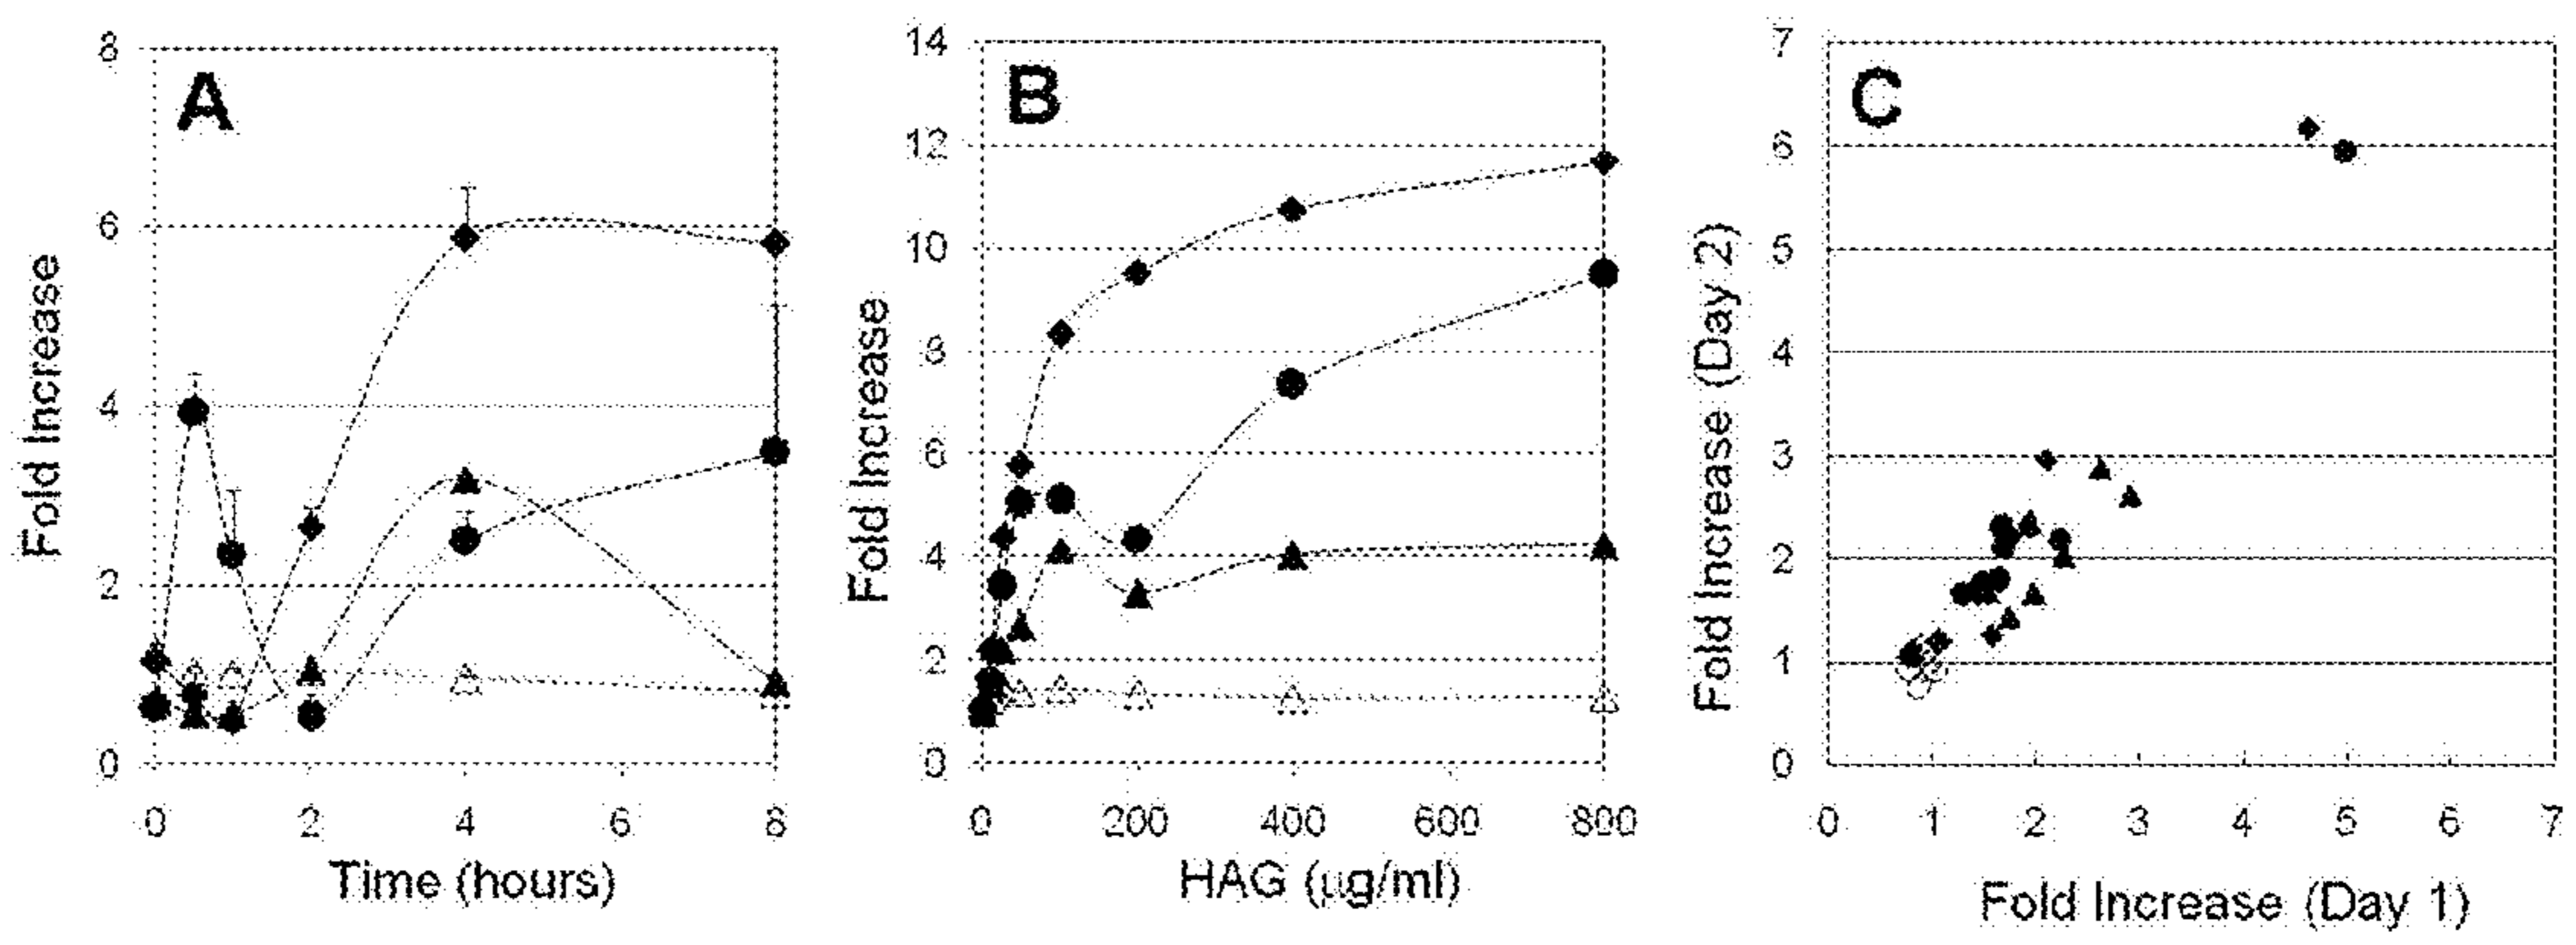 A
8
6
4
2
0
0 2 4 6 8
Fold Increase
Time (hours)
B
14
12
10
8
6
4
2
0
0 200 400 600 800
Fold Increase
HAG (µg/ml)
C
7
6
5
4
3
2
1
0
0 1 2 3 4 5 6 7
Fold Increase (Day 2)
Fold Increase (Day 1)